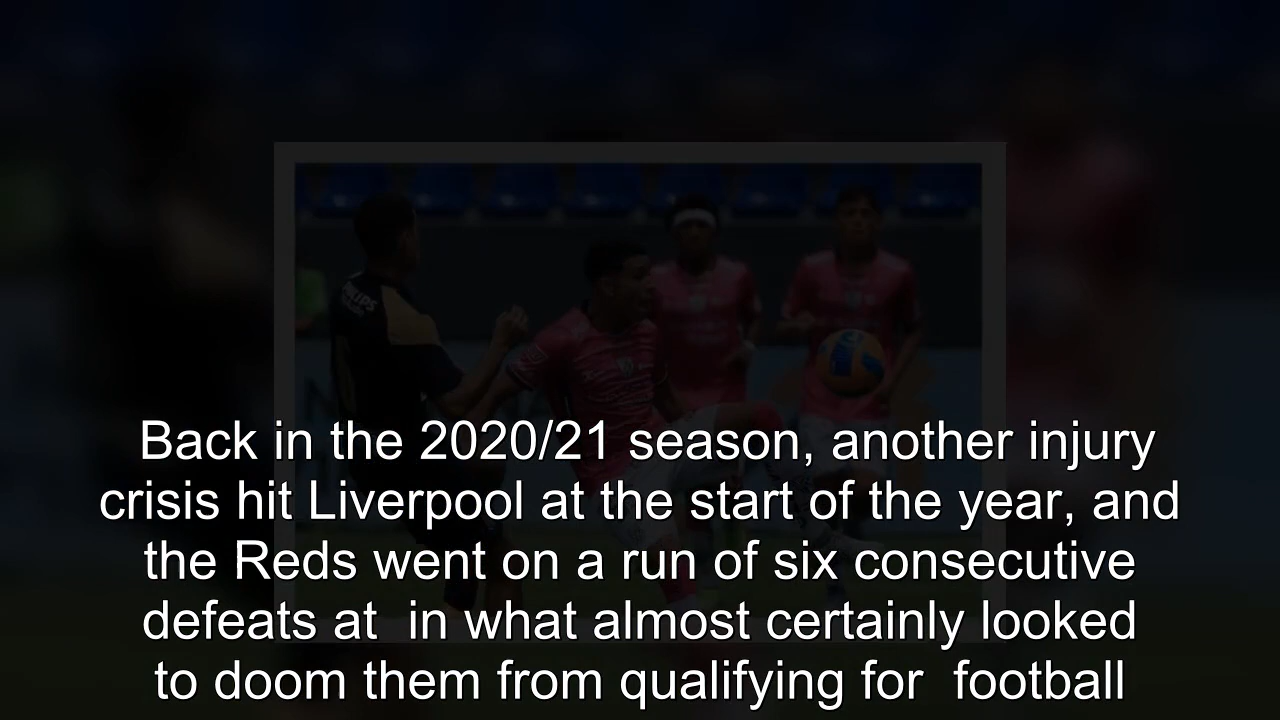 PHILIPS
Back in the 2020/21 season, another injury
crisis hit Liverpool at the start of the year, and
the Reds went on a run of six consecutive
defeats at  in what almost certainly looked
to doom them from qualifying for  football